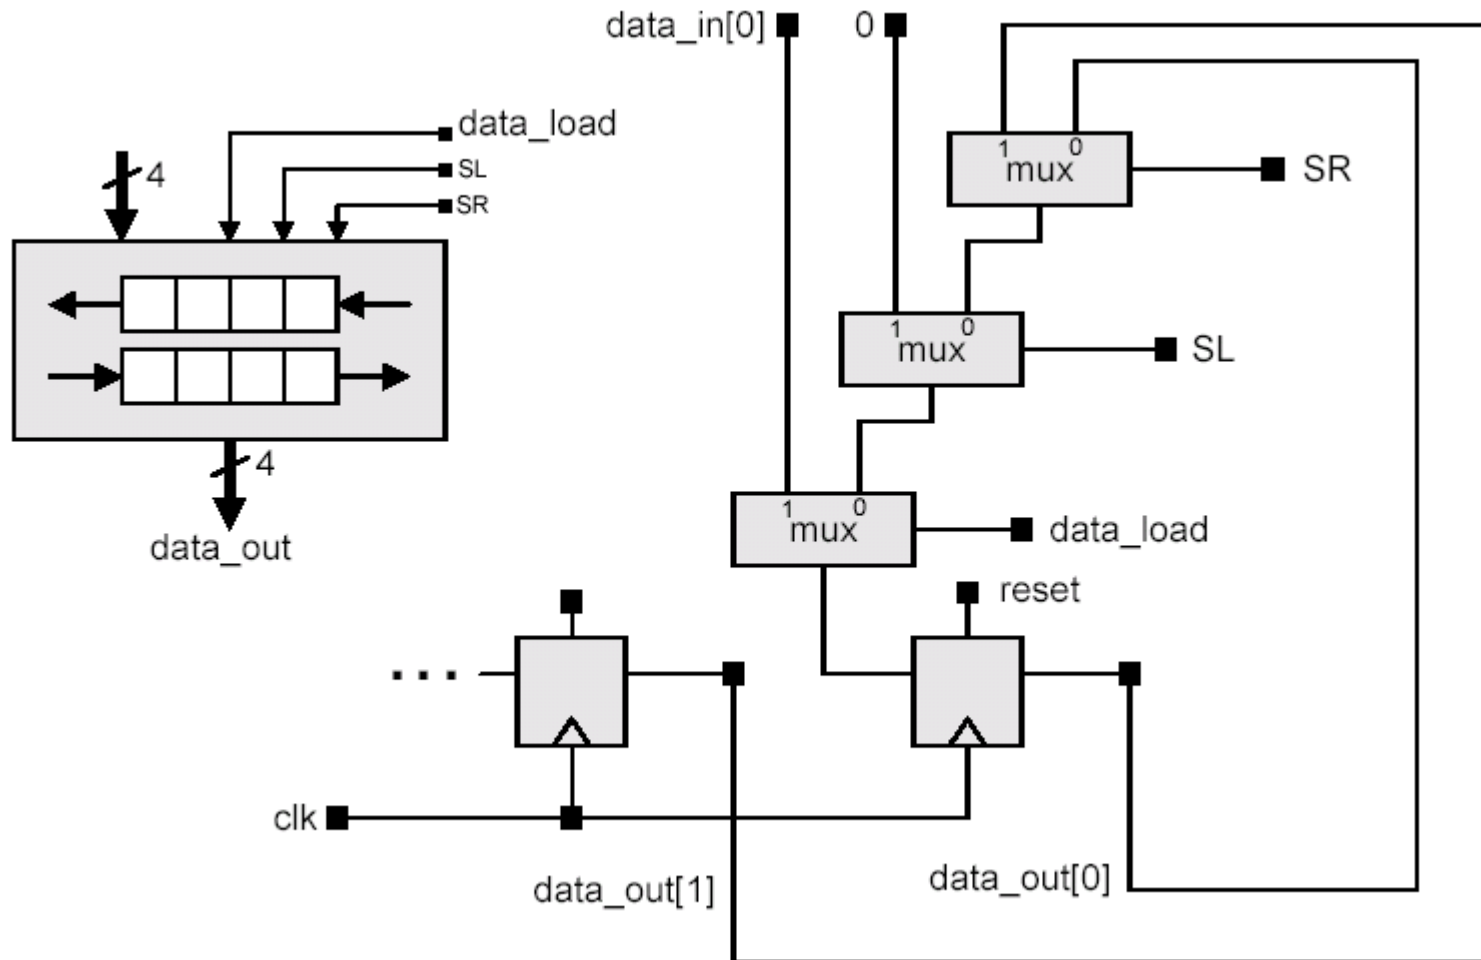 data_in[0]
0
data_load
SL
SR
4
1 0
mux
SR
1 0
mux
SL
4
data_out
1 0
mux
data_load
reset
...
clk
data_out[1]
data_out[0]